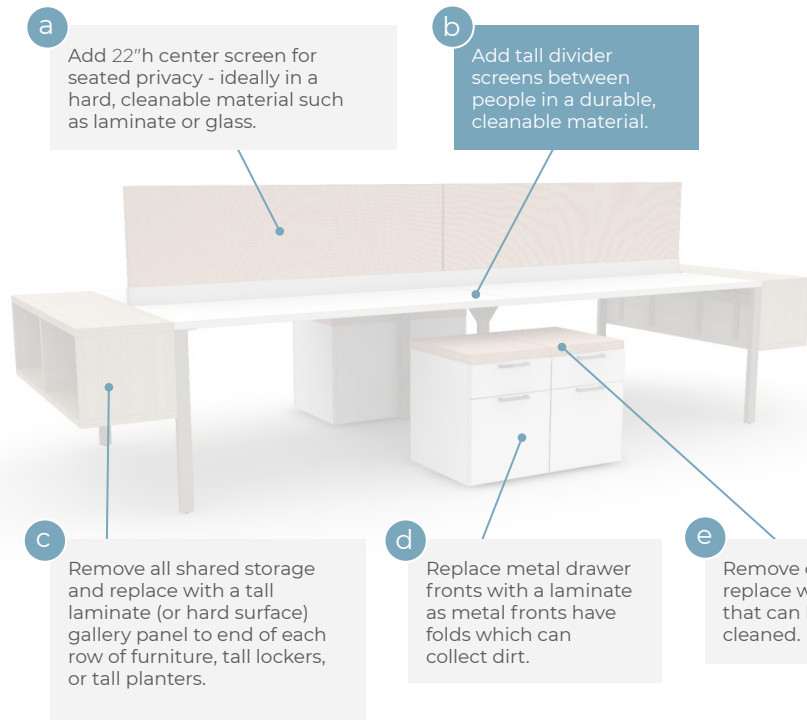 a
Add 22″h center screen for
seated privacy - ideally in a
hard, cleanable material such
as laminate or glass.
b
Add tall divider
screens between
people in a durable,
cleanable material.
c
Remove all shared storage
and replace with a tall
laminate (or hard surface)
gallery panel to end of each
row of furniture, tall lockers,
or tall planters.
d
Replace metal drawer
fronts with a laminate
as metal fronts have
folds which can
collect dirt.
e
Remove
replace
that can
cleaned.